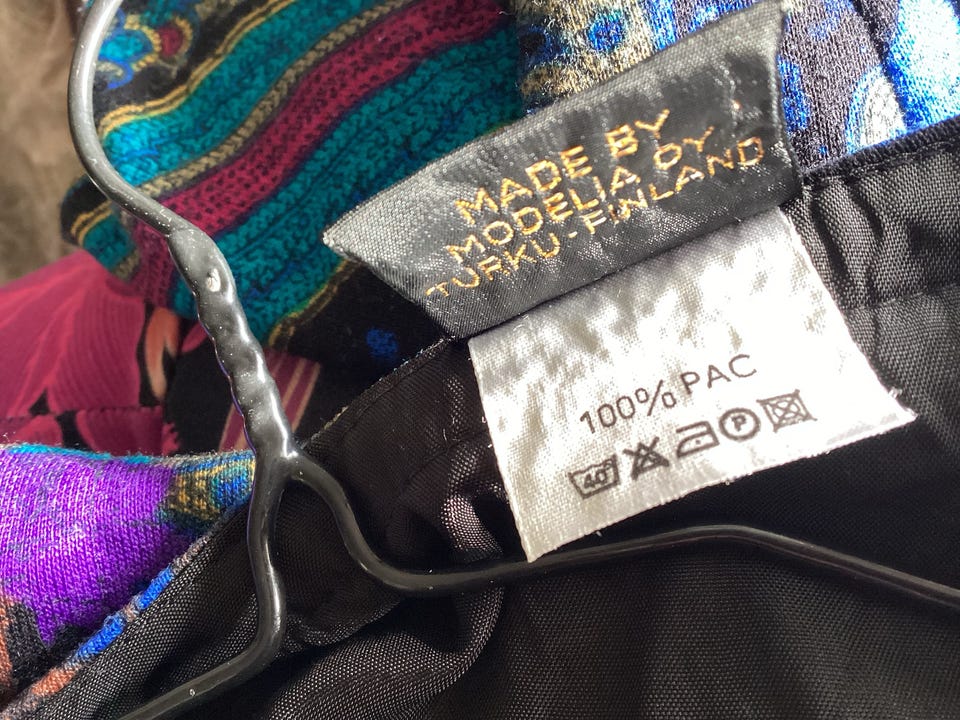 MADE BY
MODELIA OY
TURKU-FINLAND
100% PAC
40° P